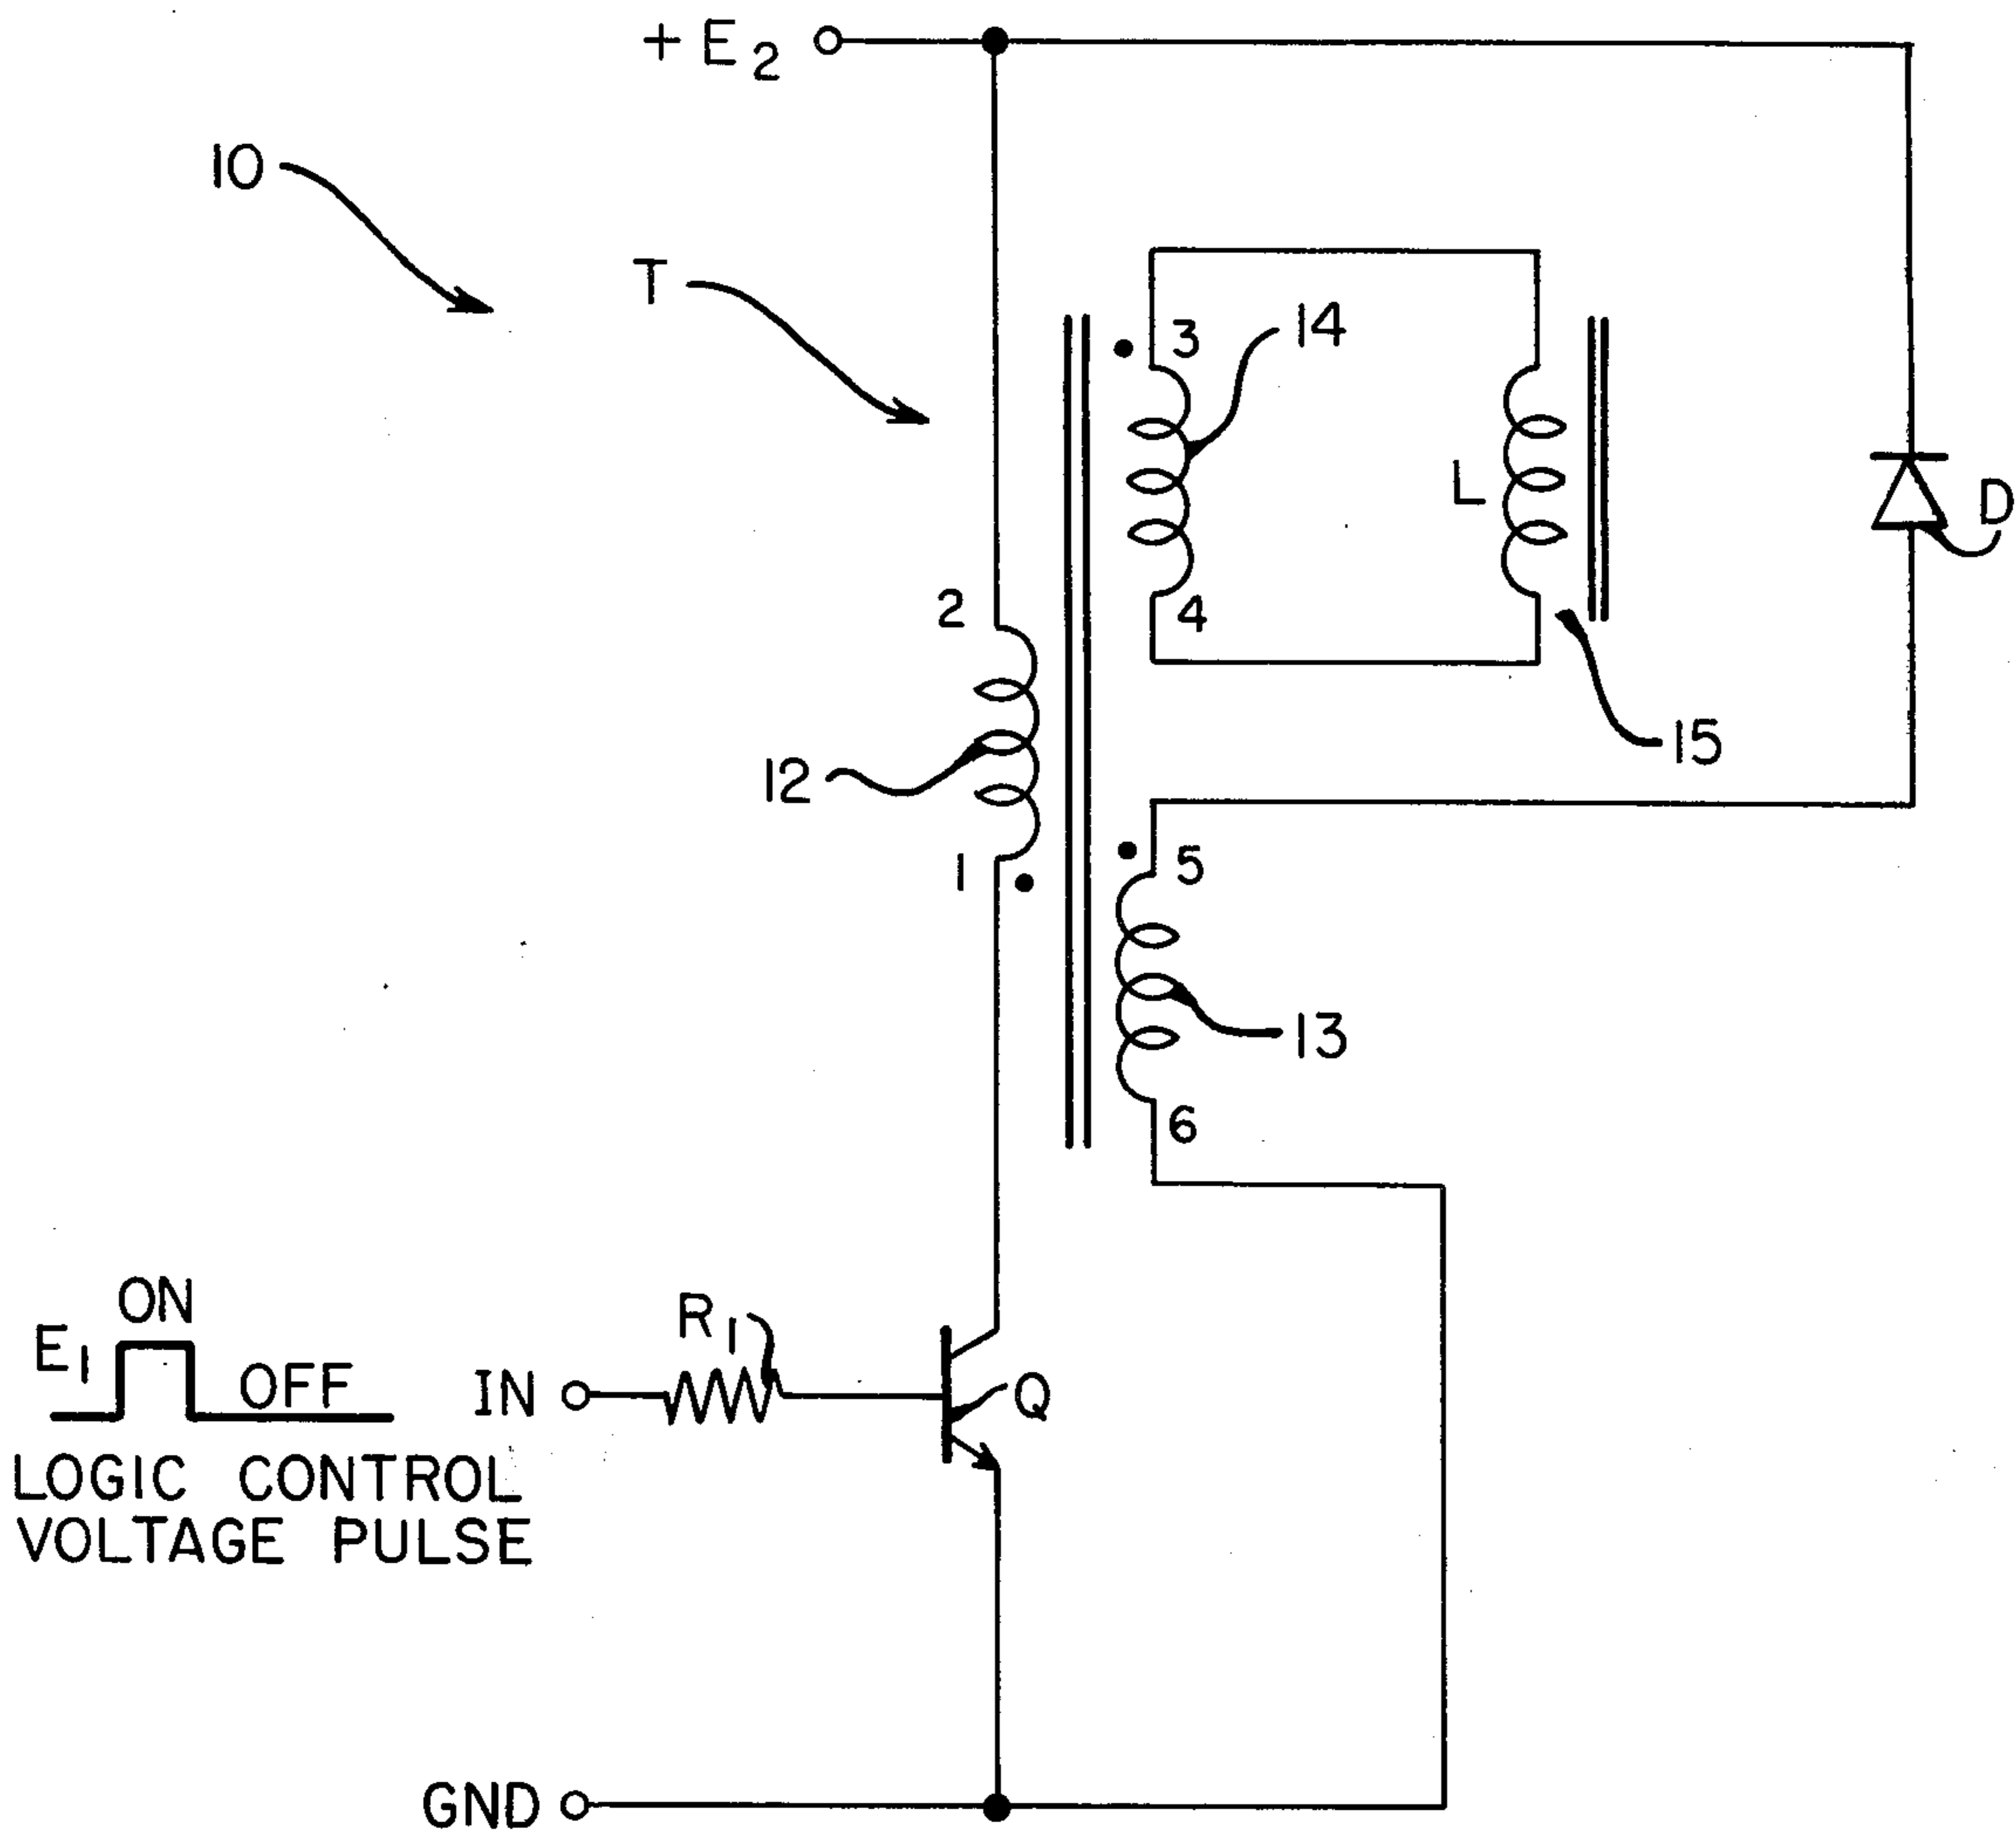 +E2
10
T
3
14
L
D
2
4
12
15
1
5
13
6
ON
E1
OFF
IN
R1
Q
LOGIC CONTROL
VOLTAGE PULSE
GND